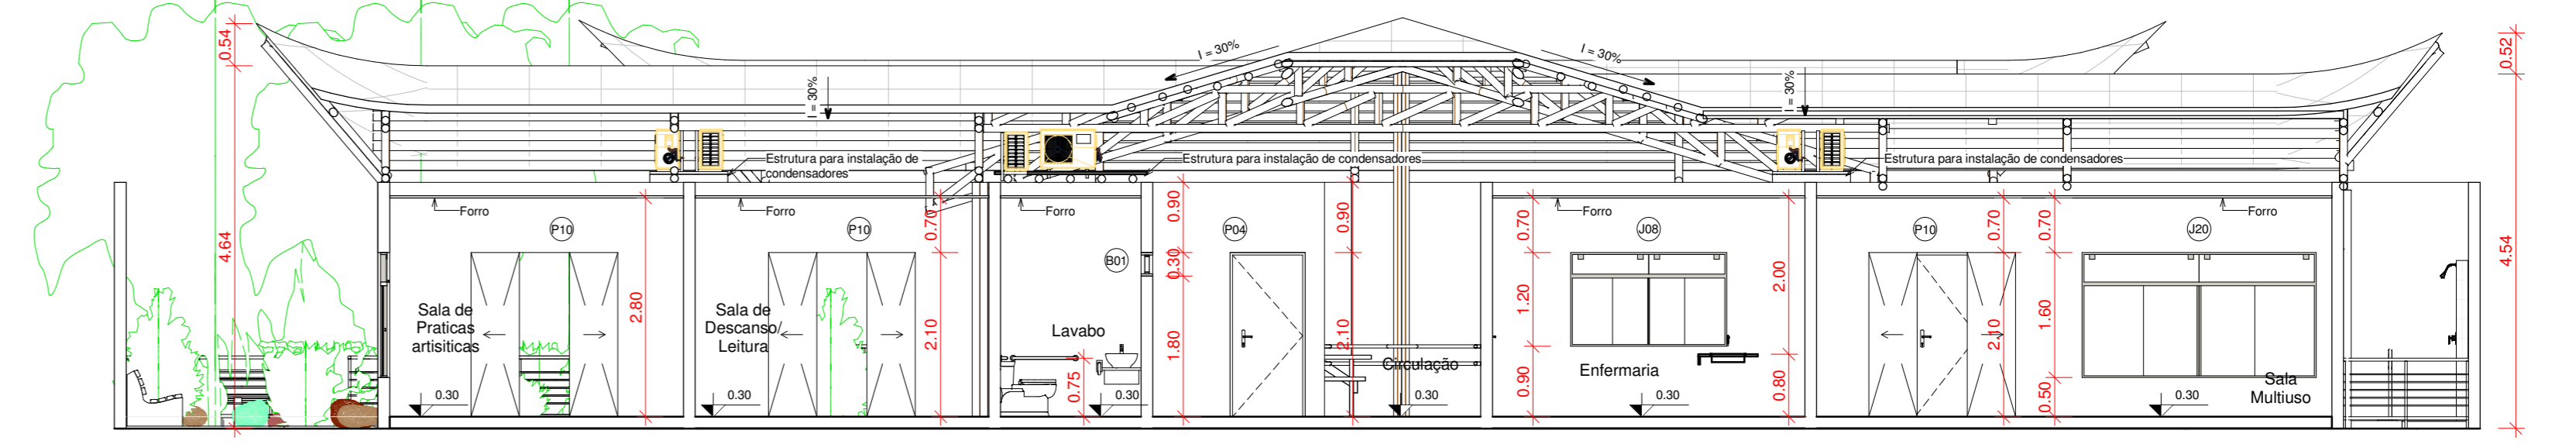 0.54
4.64
I = 30%
I = 30%
I = 30%
I = 30%
0.52
4.54
Estrutura para instalação de
condensadores
Estrutura para instalação de condensadores
Estrutura para instalação de condensadores
Forro
Forro
Forro
Forro
Forro
P10
P10
B01
P04
J08
P10
J20
Sala de
Praticas
artisiticas
0.30
2.80
Sala de
Descanso/
Leitura
0.30
0.70
2.10
Lavabo
0.75
0.30
0.90
0.30
1.80
0.90
2.10
Circulação
0.30
0.70
1.20
0.90
Enfermaria
0.30
2.00
0.80
0.70
2.10
0.70
1.60
0.50
0.30
Sala
Multiuso